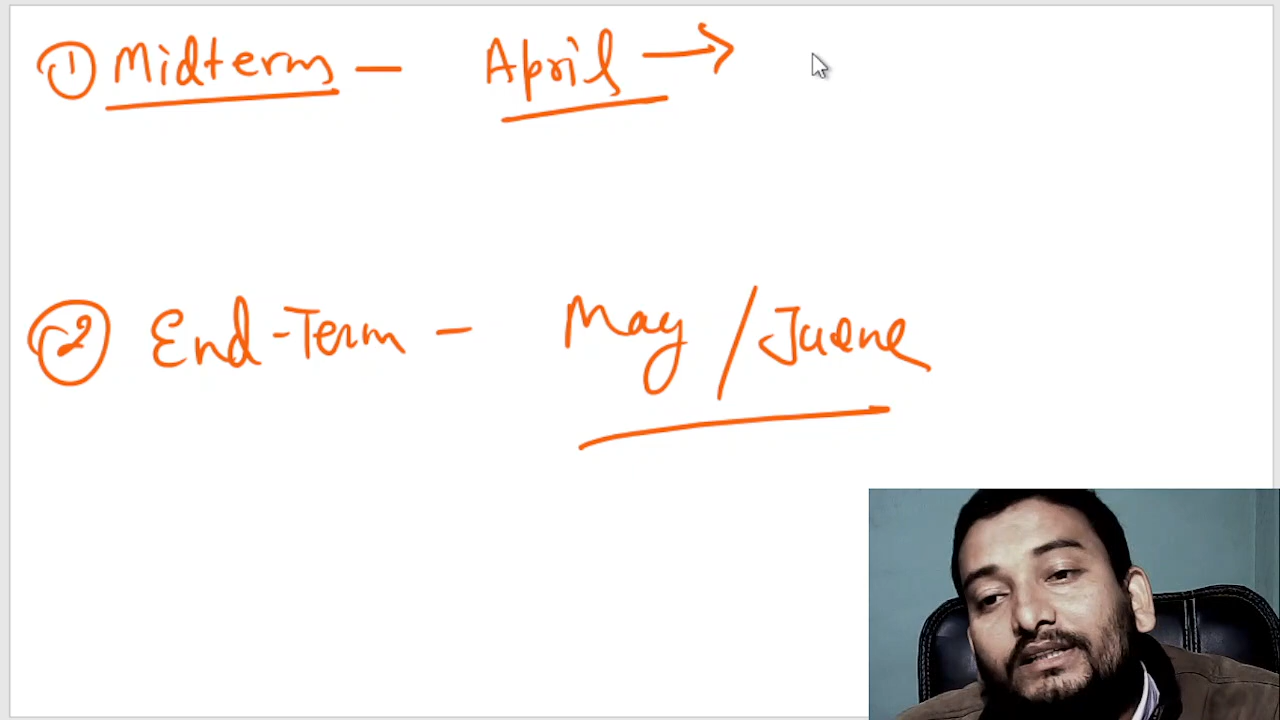 ① Midterm — April →
② End-Term - May / Juene